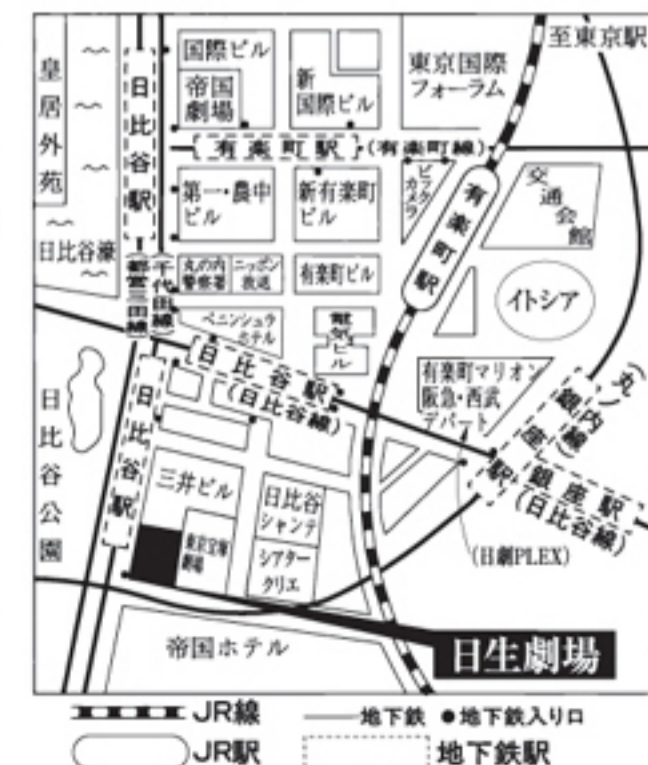 至東京駅
皇居外苑
日比谷駅
国際ビル
帝国
劇場
新
国際ビル
東京国際
フォーラム
有楽町駅
(有楽町線)
ビックカメラ
有楽町駅
交通会館
第一・農中
ビル
新有楽町
ビル
日比谷濠
(都営三田線)
(千代田線)
丸の内
警察署
ニッポン
放送
有楽町ビル
イトシア
ペニンシュラ
ホテル
電気ビル
日比谷駅
(日比谷線)
有楽町マリオン
阪急・西武
デパート
(丸ノ内線)
銀座駅
銀座駅
(日比谷線)
日比谷公園
日比谷駅
三井ビル
日比谷
シャンテ
東京宝塚
劇場
シアター
クリエ
(日劇PLEX)
帝国ホテル
日生劇場
JR線
地下鉄
●地下鉄入り口
JR駅
地下鉄駅